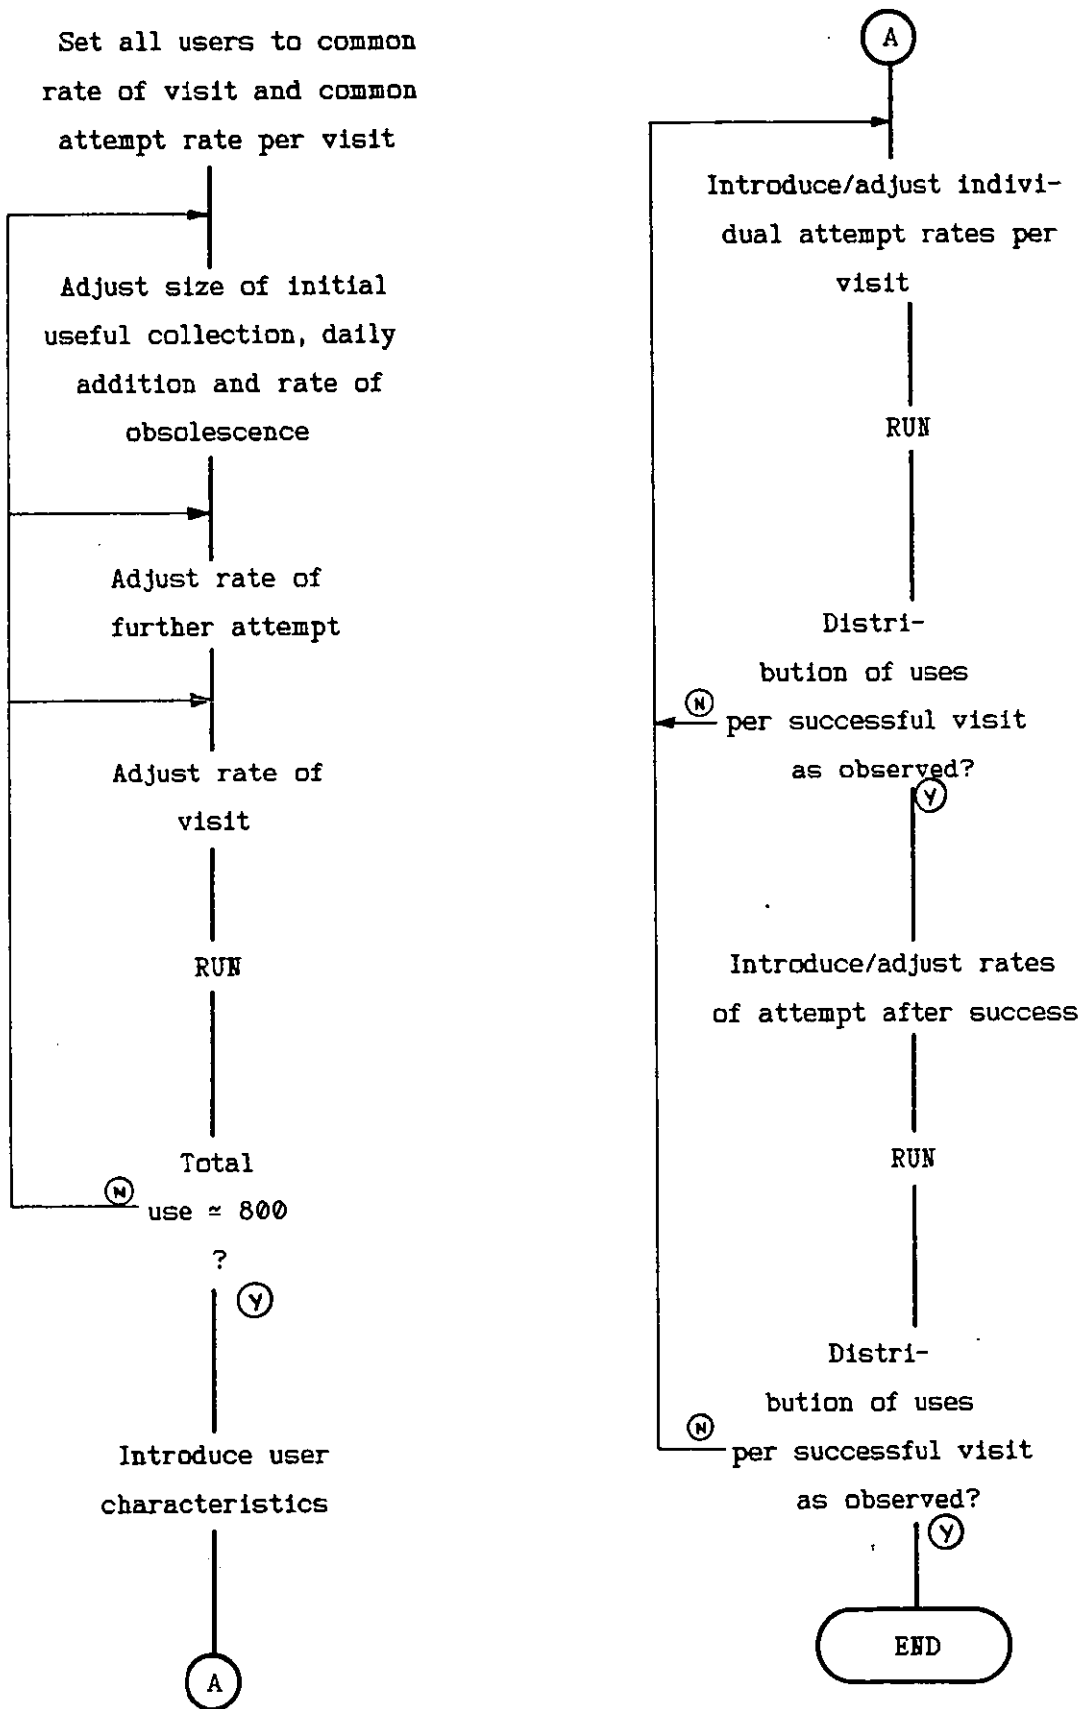 Set all users to common
rate of visit and common
attempt rate per visit
Adjust size of initial
useful collection, daily
addition and rate of
obsolescence
Adjust rate of
further attempt
Adjust rate of
visit
RUN
Total
N
use ≃ 800
?
Y
Introduce user
characteristics
A
A
Introduce/adjust indivi-
dual attempt rates per
visit
RUN
Distri-
bution of uses
N
per successful visit
as observed?
Y
Introduce/adjust rates
of attempt after success
RUN
Distri-
bution of uses
N
per successful visit
as observed?
Y
END